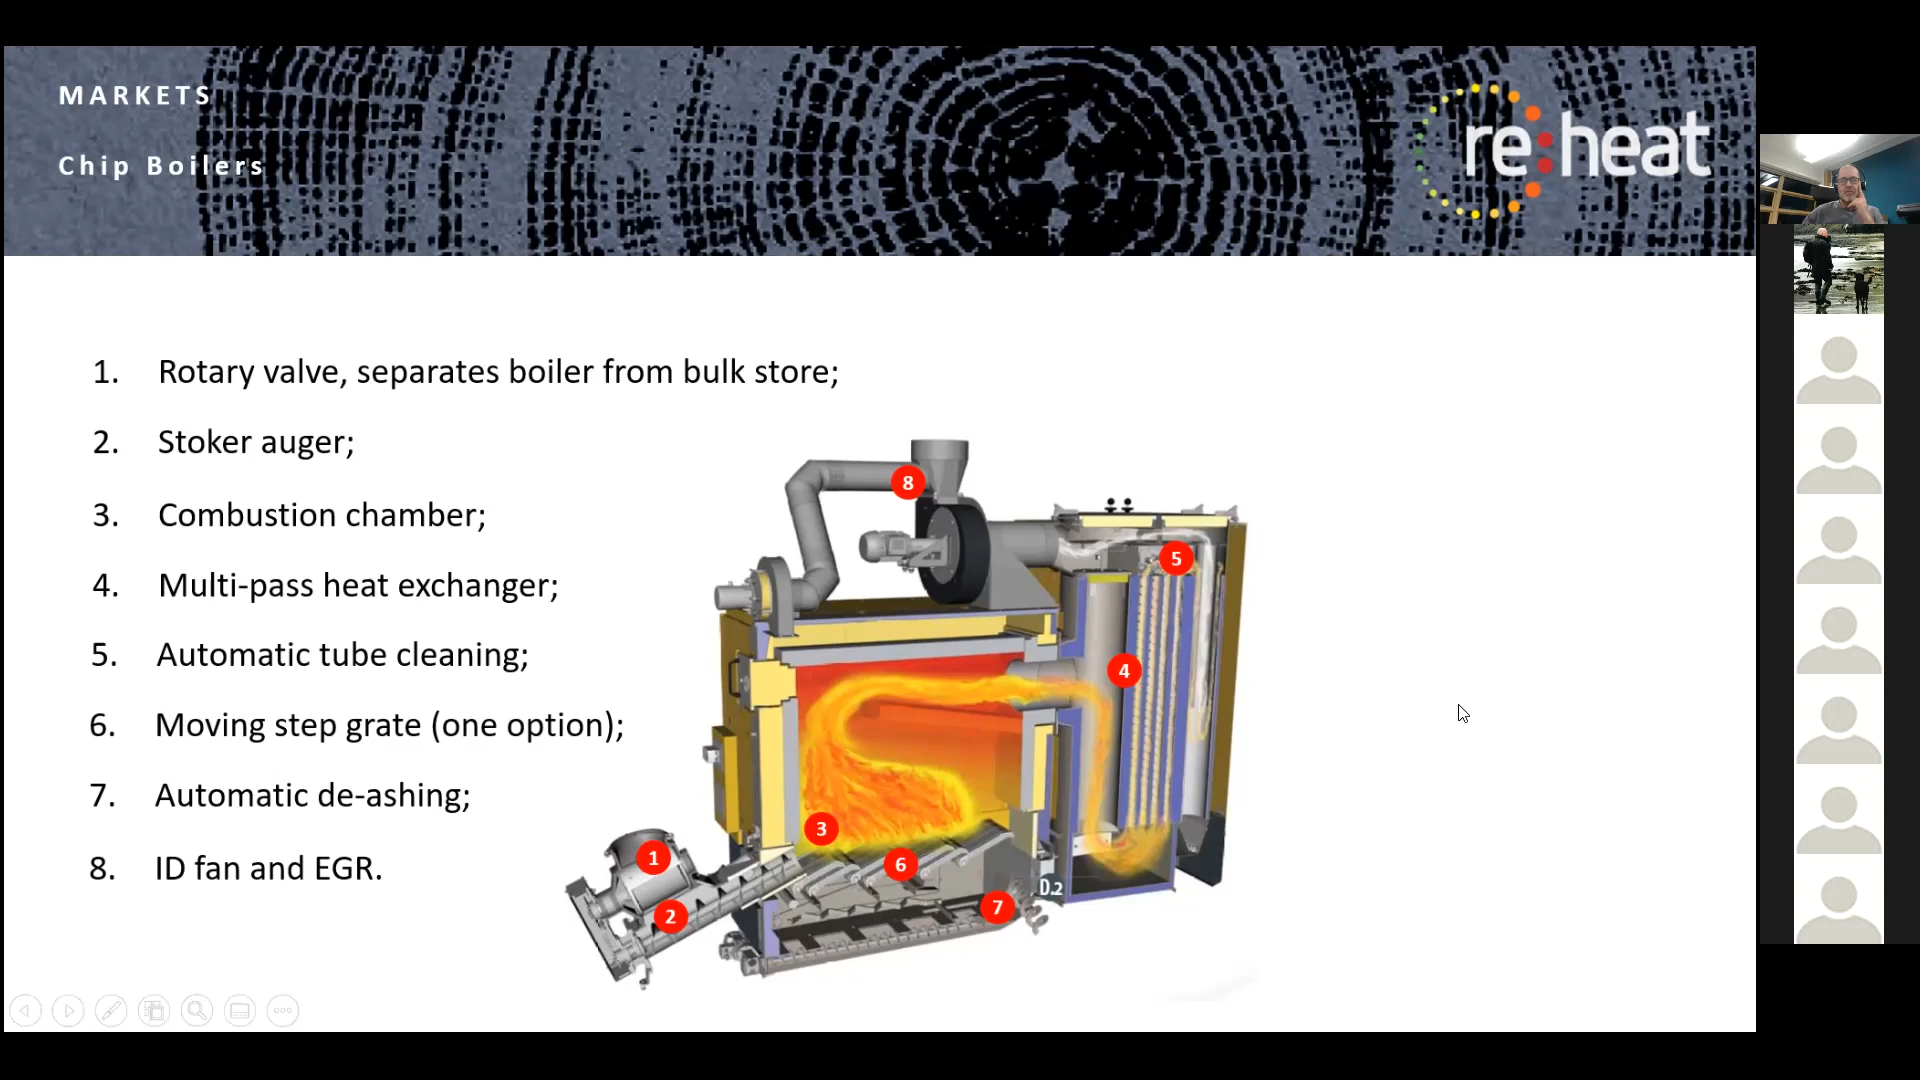 MARKETS
Chip Boilers
re:heat
1. Rotary valve, separates boiler from bulk store;
2. Stoker auger;
3. Combustion chamber;
4. Multi-pass heat exchanger;
5. Automatic tube cleaning;
6. Moving step grate (one option);
7. Automatic de-ashing;
8. ID fan and EGR.
8
5
4
3
1
6
2
7
D.2